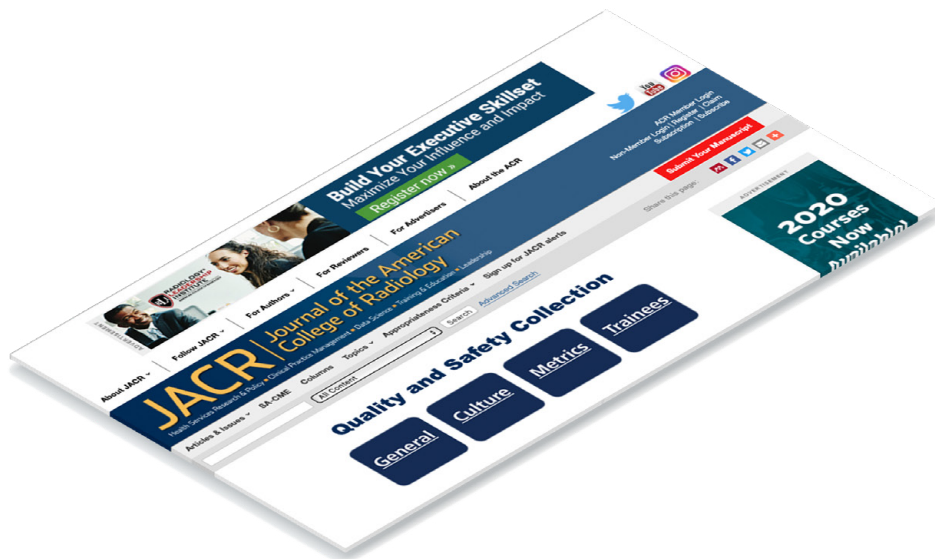 ADVERTISEMENT
RADIOLOGY
LEADERSHIP
INSTITUTE
Build Your Executive Skillset
Maximize Your Influence and Impact
Register now »
You
Tube
About JACR
Follow JACR
For Authors
For Reviewers
For Advertisers
About the ACR
JACR
Journal of the American
College of Radiology
Health Services Research & Policy • Clinical Practice Management • Data Science • Training & Education • Leadership
ACR Member Login
Non-Member Login | Register | Claim
Subscription | Subscribe
Submit Your Manuscript
Articles & Issues
SA-CME
Columns
Topics
Appropriateness Criteria
Sign up for JACR alerts
Share this page:
All Content
Search
Advanced Search
Quality and Safety Collection
General
Culture
Metrics
Trainees
ADVERTISEMENT
2020
Courses
Now
Available!